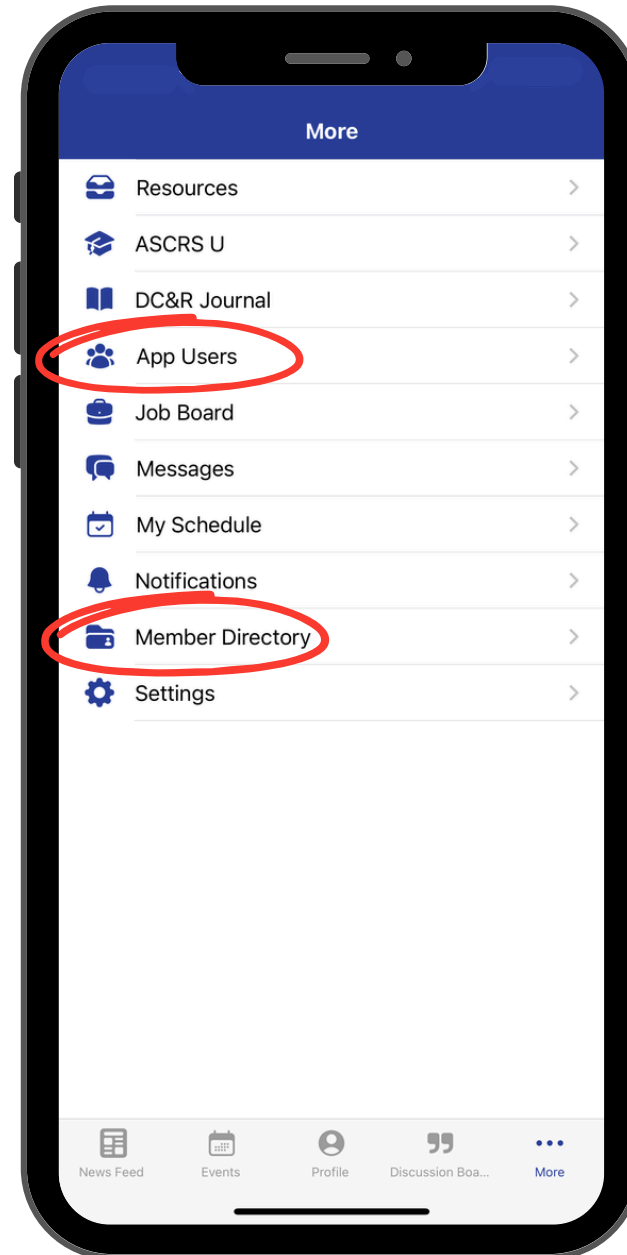 More
Resources
ASCRS U
DC&R Journal
App Users
Job Board
Messages
My Schedule
Notifications
Member Directory
Settings
News Feed
Events
Profile
Discussion Boa...
More